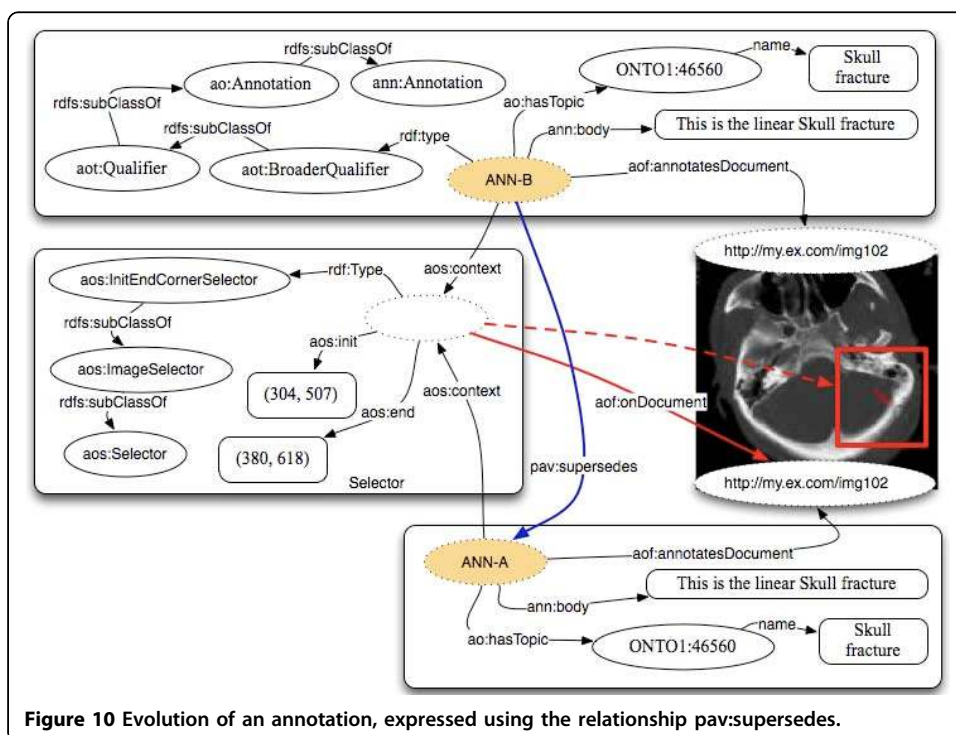 rdfs:subClassOf
ao:Annotation
ann:Annotation
name
ONTO1:46560
Skull
fracture
rdfs:subClassOf
ao:hasTopic
rdfs:subClassOf
rdf:type
ann:body
This is the linear Skull fracture
aot:Qualifier
aot:BroaderQualifier
ANN-B
aof:annotatesDocument
http://my.ex.com/img102
aos:InitEndCornerSelector
rdf:Type
aos:context
rdfs:subClassOf
aos:init
aos:ImageSelector
(304, 507)
aos:context
rdfs:subClassOf
aos:end
aof:onDocument
aos:Selector
(380, 618)
Selector
pav:supersedes
http://my.ex.com/img102
ANN-A
aof:annotatesDocument
This is the linear Skull fracture
ann:body
ao:hasTopic
ONTO1:46560
name
Skull
fracture
Figure 10 Evolution of an annotation, expressed using the relationship pav:supersedes.